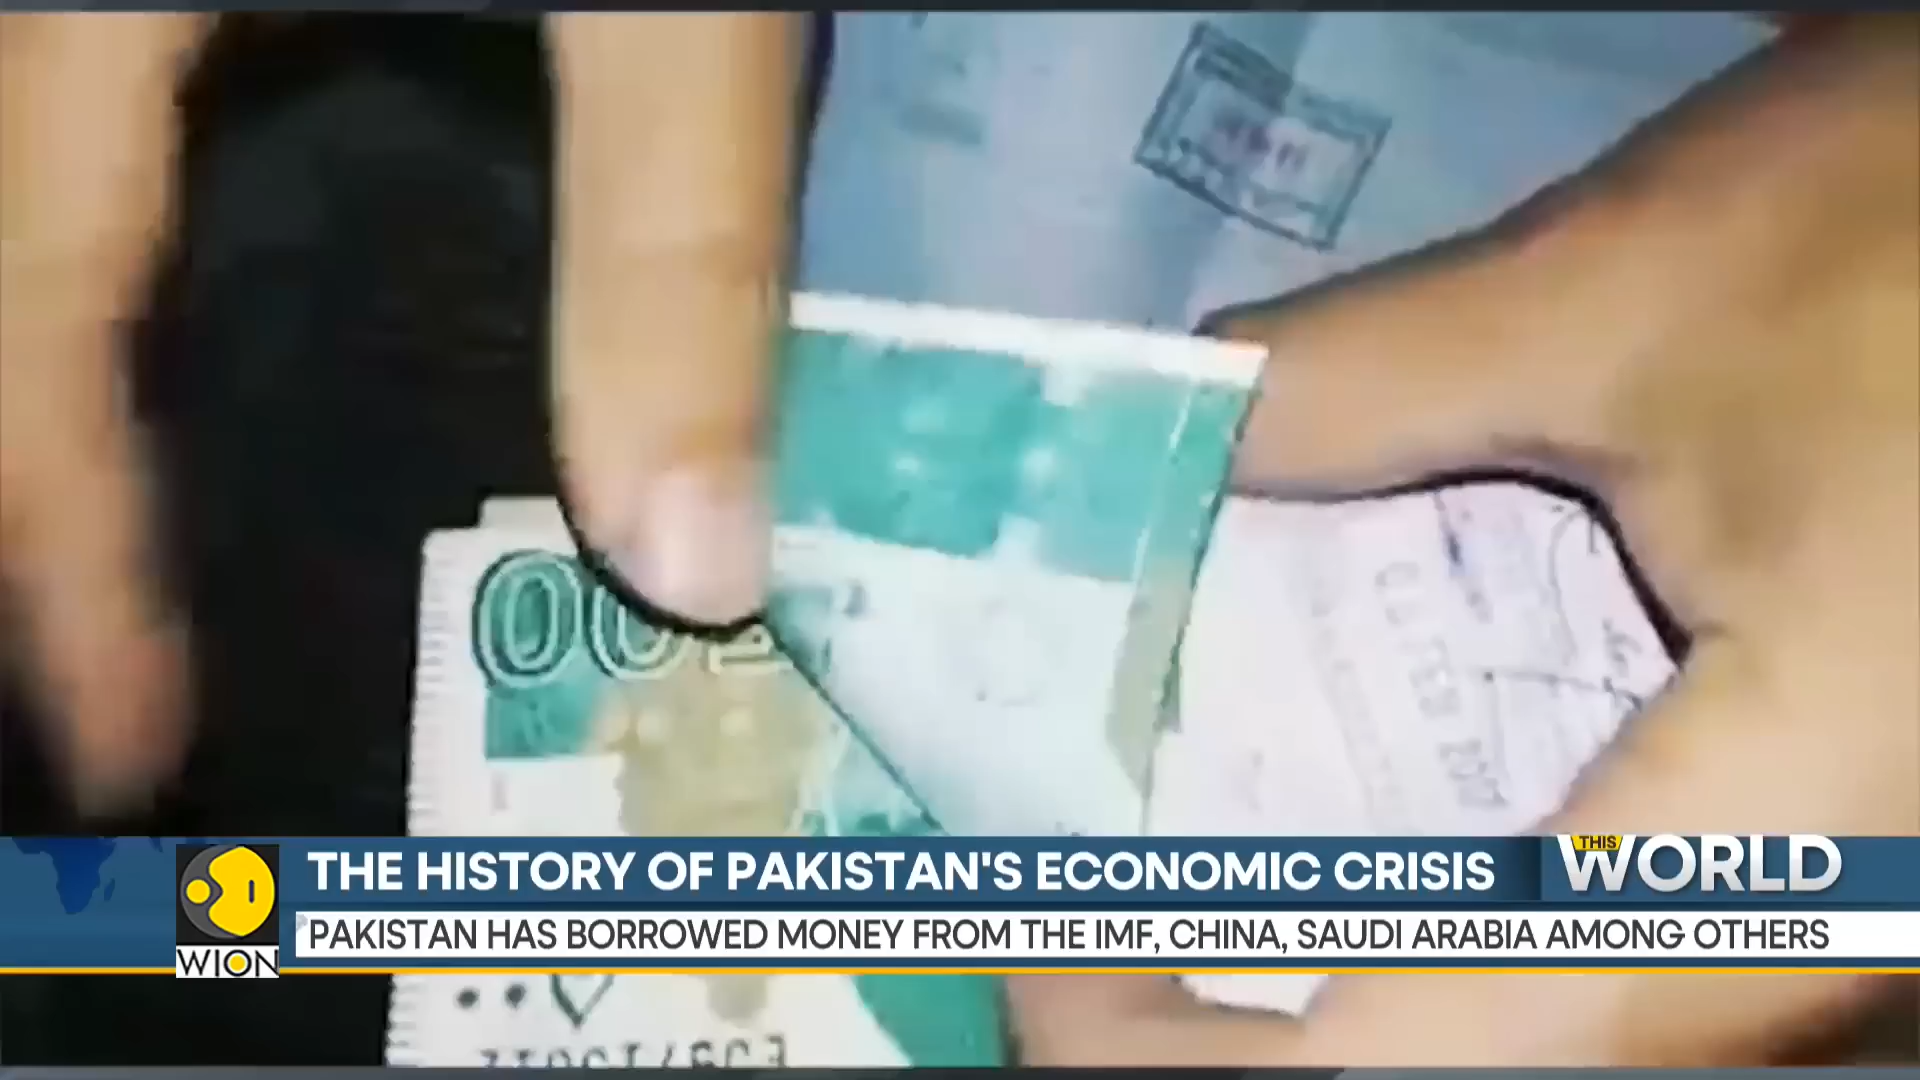 00
THE HISTORY OF PAKISTAN'S ECONOMIC CRISIS
THIS
WORLD
PAKISTAN HAS BORROWED MONEY FROM THE IMF, CHINA, SAUDI ARABIA AMONG OTHERS
WION